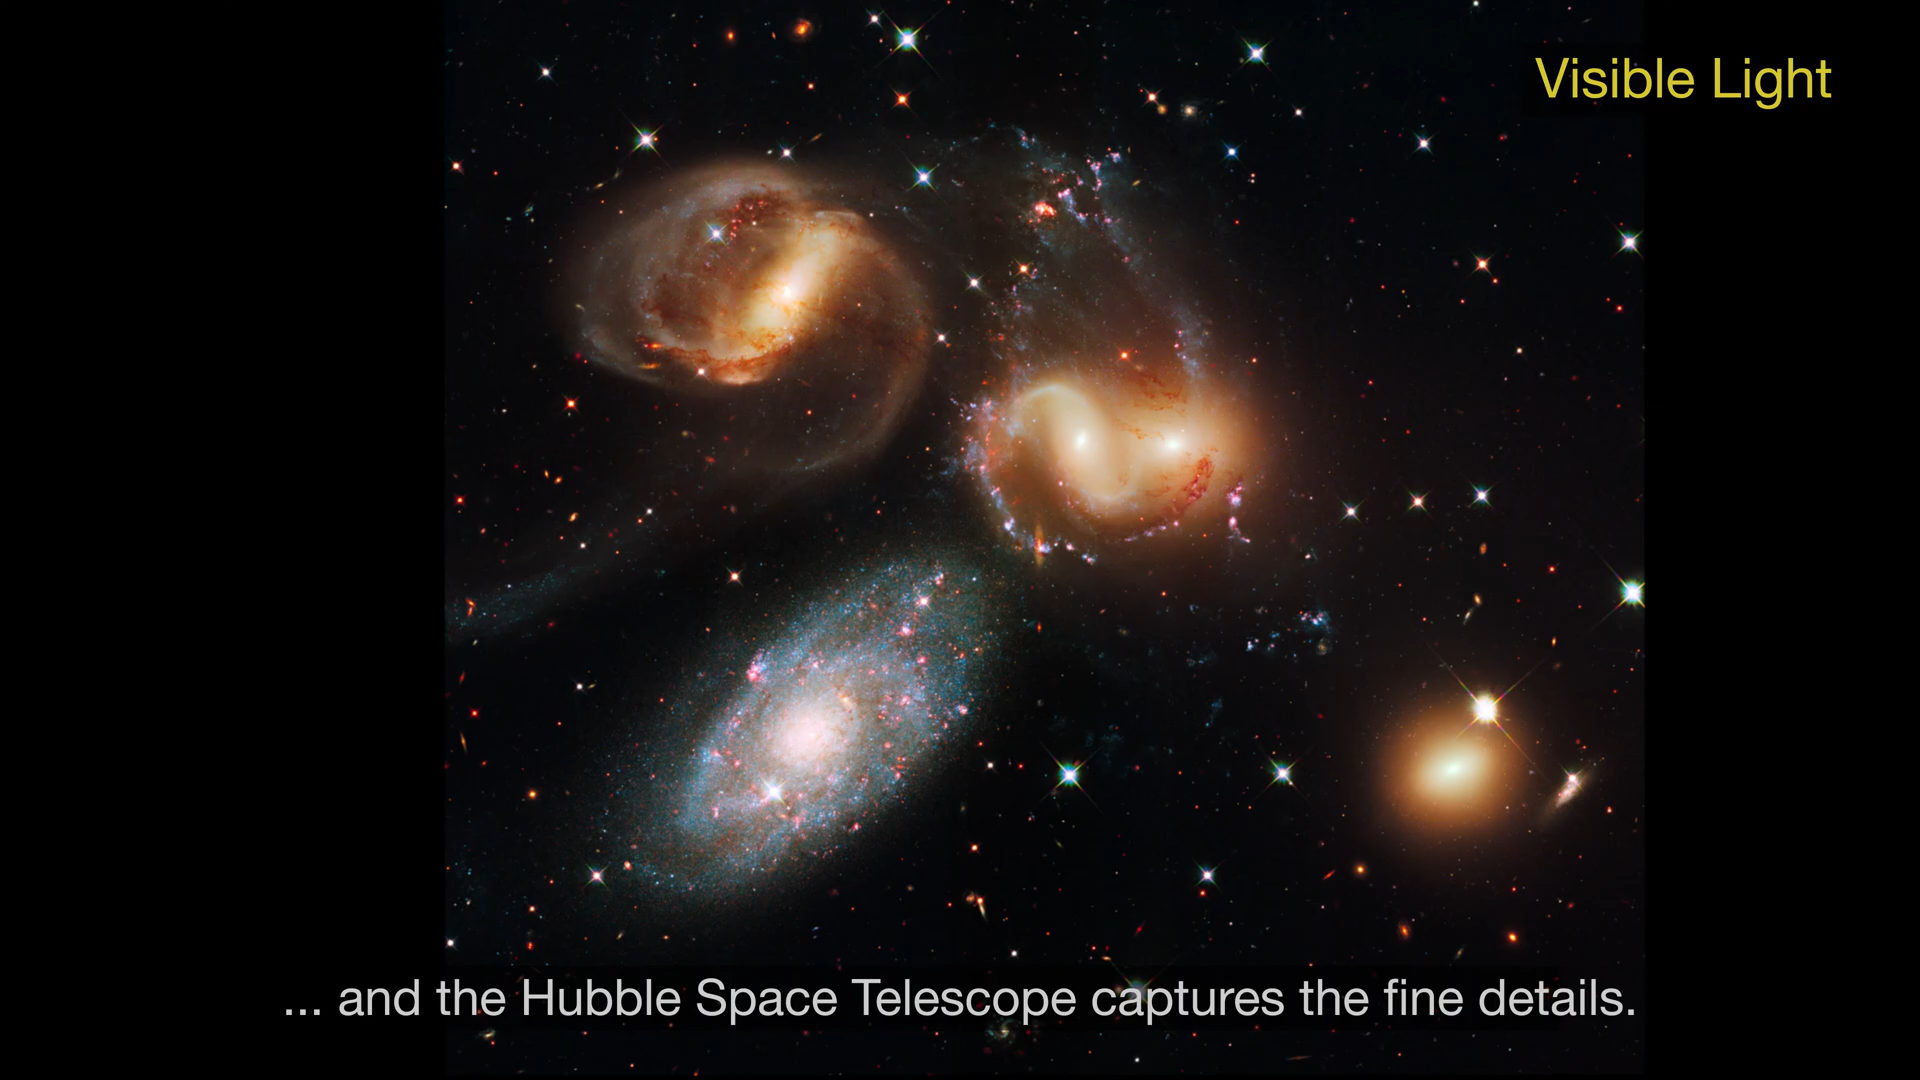 Visible Light
... and the Hubble Space Telescope captures the fine details.